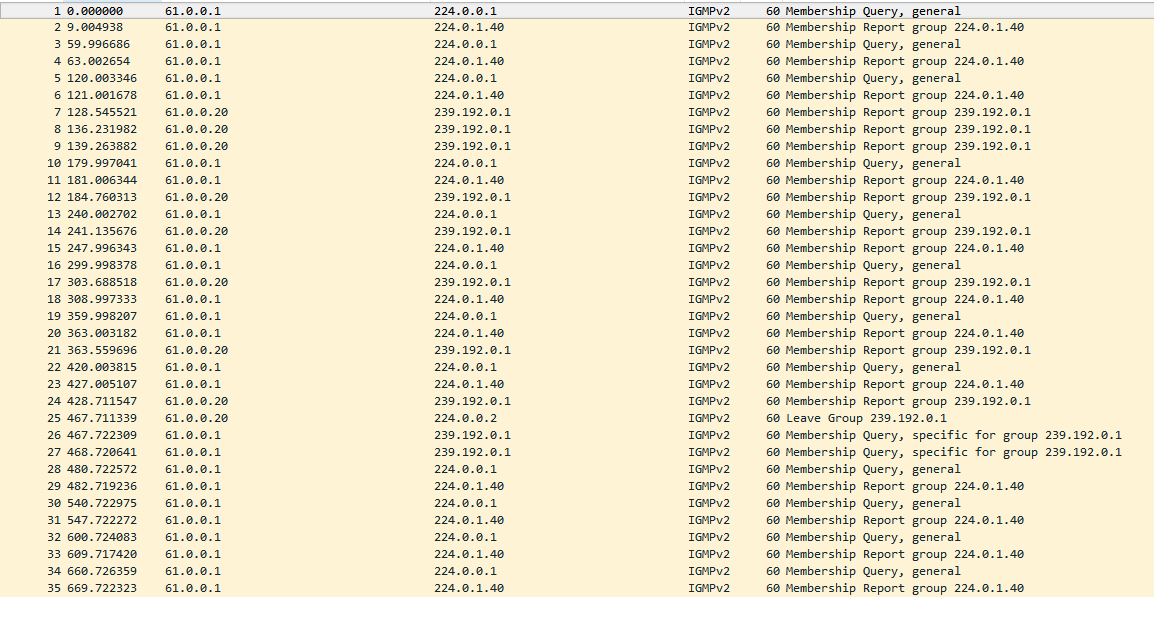 1 0.000000 61.0.0.1 224.0.0.1 IGMPv2 60 Membership Query, general
2 9.004938 61.0.0.1 224.0.1.40 IGMPv2 60 Membership Report group 224.0.1.40
3 59.996686 61.0.0.1 224.0.0.1 IGMPv2 60 Membership Query, general
4 63.002654 61.0.0.1 224.0.1.40 IGMPv2 60 Membership Report group 224.0.1.40
5 120.003346 61.0.0.1 224.0.0.1 IGMPv2 60 Membership Query, general
6 121.001678 61.0.0.1 224.0.1.40 IGMPv2 60 Membership Report group 224.0.1.40
7 128.545521 61.0.0.20 239.192.0.1 IGMPv2 60 Membership Report group 239.192.0.1
8 136.231982 61.0.0.20 239.192.0.1 IGMPv2 60 Membership Report group 239.192.0.1
9 139.263882 61.0.0.20 239.192.0.1 IGMPv2 60 Membership Report group 239.192.0.1
10 179.997041 61.0.0.1 224.0.0.1 IGMPv2 60 Membership Query, general
11 181.006344 61.0.0.1 224.0.1.40 IGMPv2 60 Membership Report group 224.0.1.40
12 184.760313 61.0.0.20 239.192.0.1 IGMPv2 60 Membership Report group 239.192.0.1
13 240.002702 61.0.0.1 224.0.0.1 IGMPv2 60 Membership Query, general
14 241.135676 61.0.0.20 239.192.0.1 IGMPv2 60 Membership Report group 239.192.0.1
15 247.996343 61.0.0.1 224.0.1.40 IGMPv2 60 Membership Report group 224.0.1.40
16 299.998378 61.0.0.1 224.0.0.1 IGMPv2 60 Membership Query, general
17 303.688518 61.0.0.20 239.192.0.1 IGMPv2 60 Membership Report group 239.192.0.1
18 308.997333 61.0.0.1 224.0.1.40 IGMPv2 60 Membership Report group 224.0.1.40
19 359.998207 61.0.0.1 224.0.0.1 IGMPv2 60 Membership Query, general
20 363.003182 61.0.0.1 224.0.1.40 IGMPv2 60 Membership Report group 224.0.1.40
21 363.559696 61.0.0.20 239.192.0.1 IGMPv2 60 Membership Report group 239.192.0.1
22 420.003815 61.0.0.1 224.0.0.1 IGMPv2 60 Membership Query, general
23 427.005107 61.0.0.1 224.0.1.40 IGMPv2 60 Membership Report group 224.0.1.40
24 428.711547 61.0.0.20 239.192.0.1 IGMPv2 60 Membership Report group 239.192.0.1
25 467.711339 61.0.0.20 224.0.0.2 IGMPv2 60 Leave Group 239.192.0.1
26 467.722309 61.0.0.1 239.192.0.1 IGMPv2 60 Membership Query, specific for group 239.192.0.1
27 468.720641 61.0.0.1 239.192.0.1 IGMPv2 60 Membership Query, specific for group 239.192.0.1
28 480.722572 61.0.0.1 224.0.0.1 IGMPv2 60 Membership Query, general
29 482.719236 61.0.0.1 224.0.1.40 IGMPv2 60 Membership Report group 224.0.1.40
30 540.722975 61.0.0.1 224.0.0.1 IGMPv2 60 Membership Query, general
31 547.722272 61.0.0.1 224.0.1.40 IGMPv2 60 Membership Report group 224.0.1.40
32 600.724083 61.0.0.1 224.0.0.1 IGMPv2 60 Membership Query, general
33 609.717420 61.0.0.1 224.0.1.40 IGMPv2 60 Membership Report group 224.0.1.40
34 660.726359 61.0.0.1 224.0.0.1 IGMPv2 60 Membership Query, general
35 669.722323 61.0.0.1 224.0.1.40 IGMPv2 60 Membership Report group 224.0.1.40